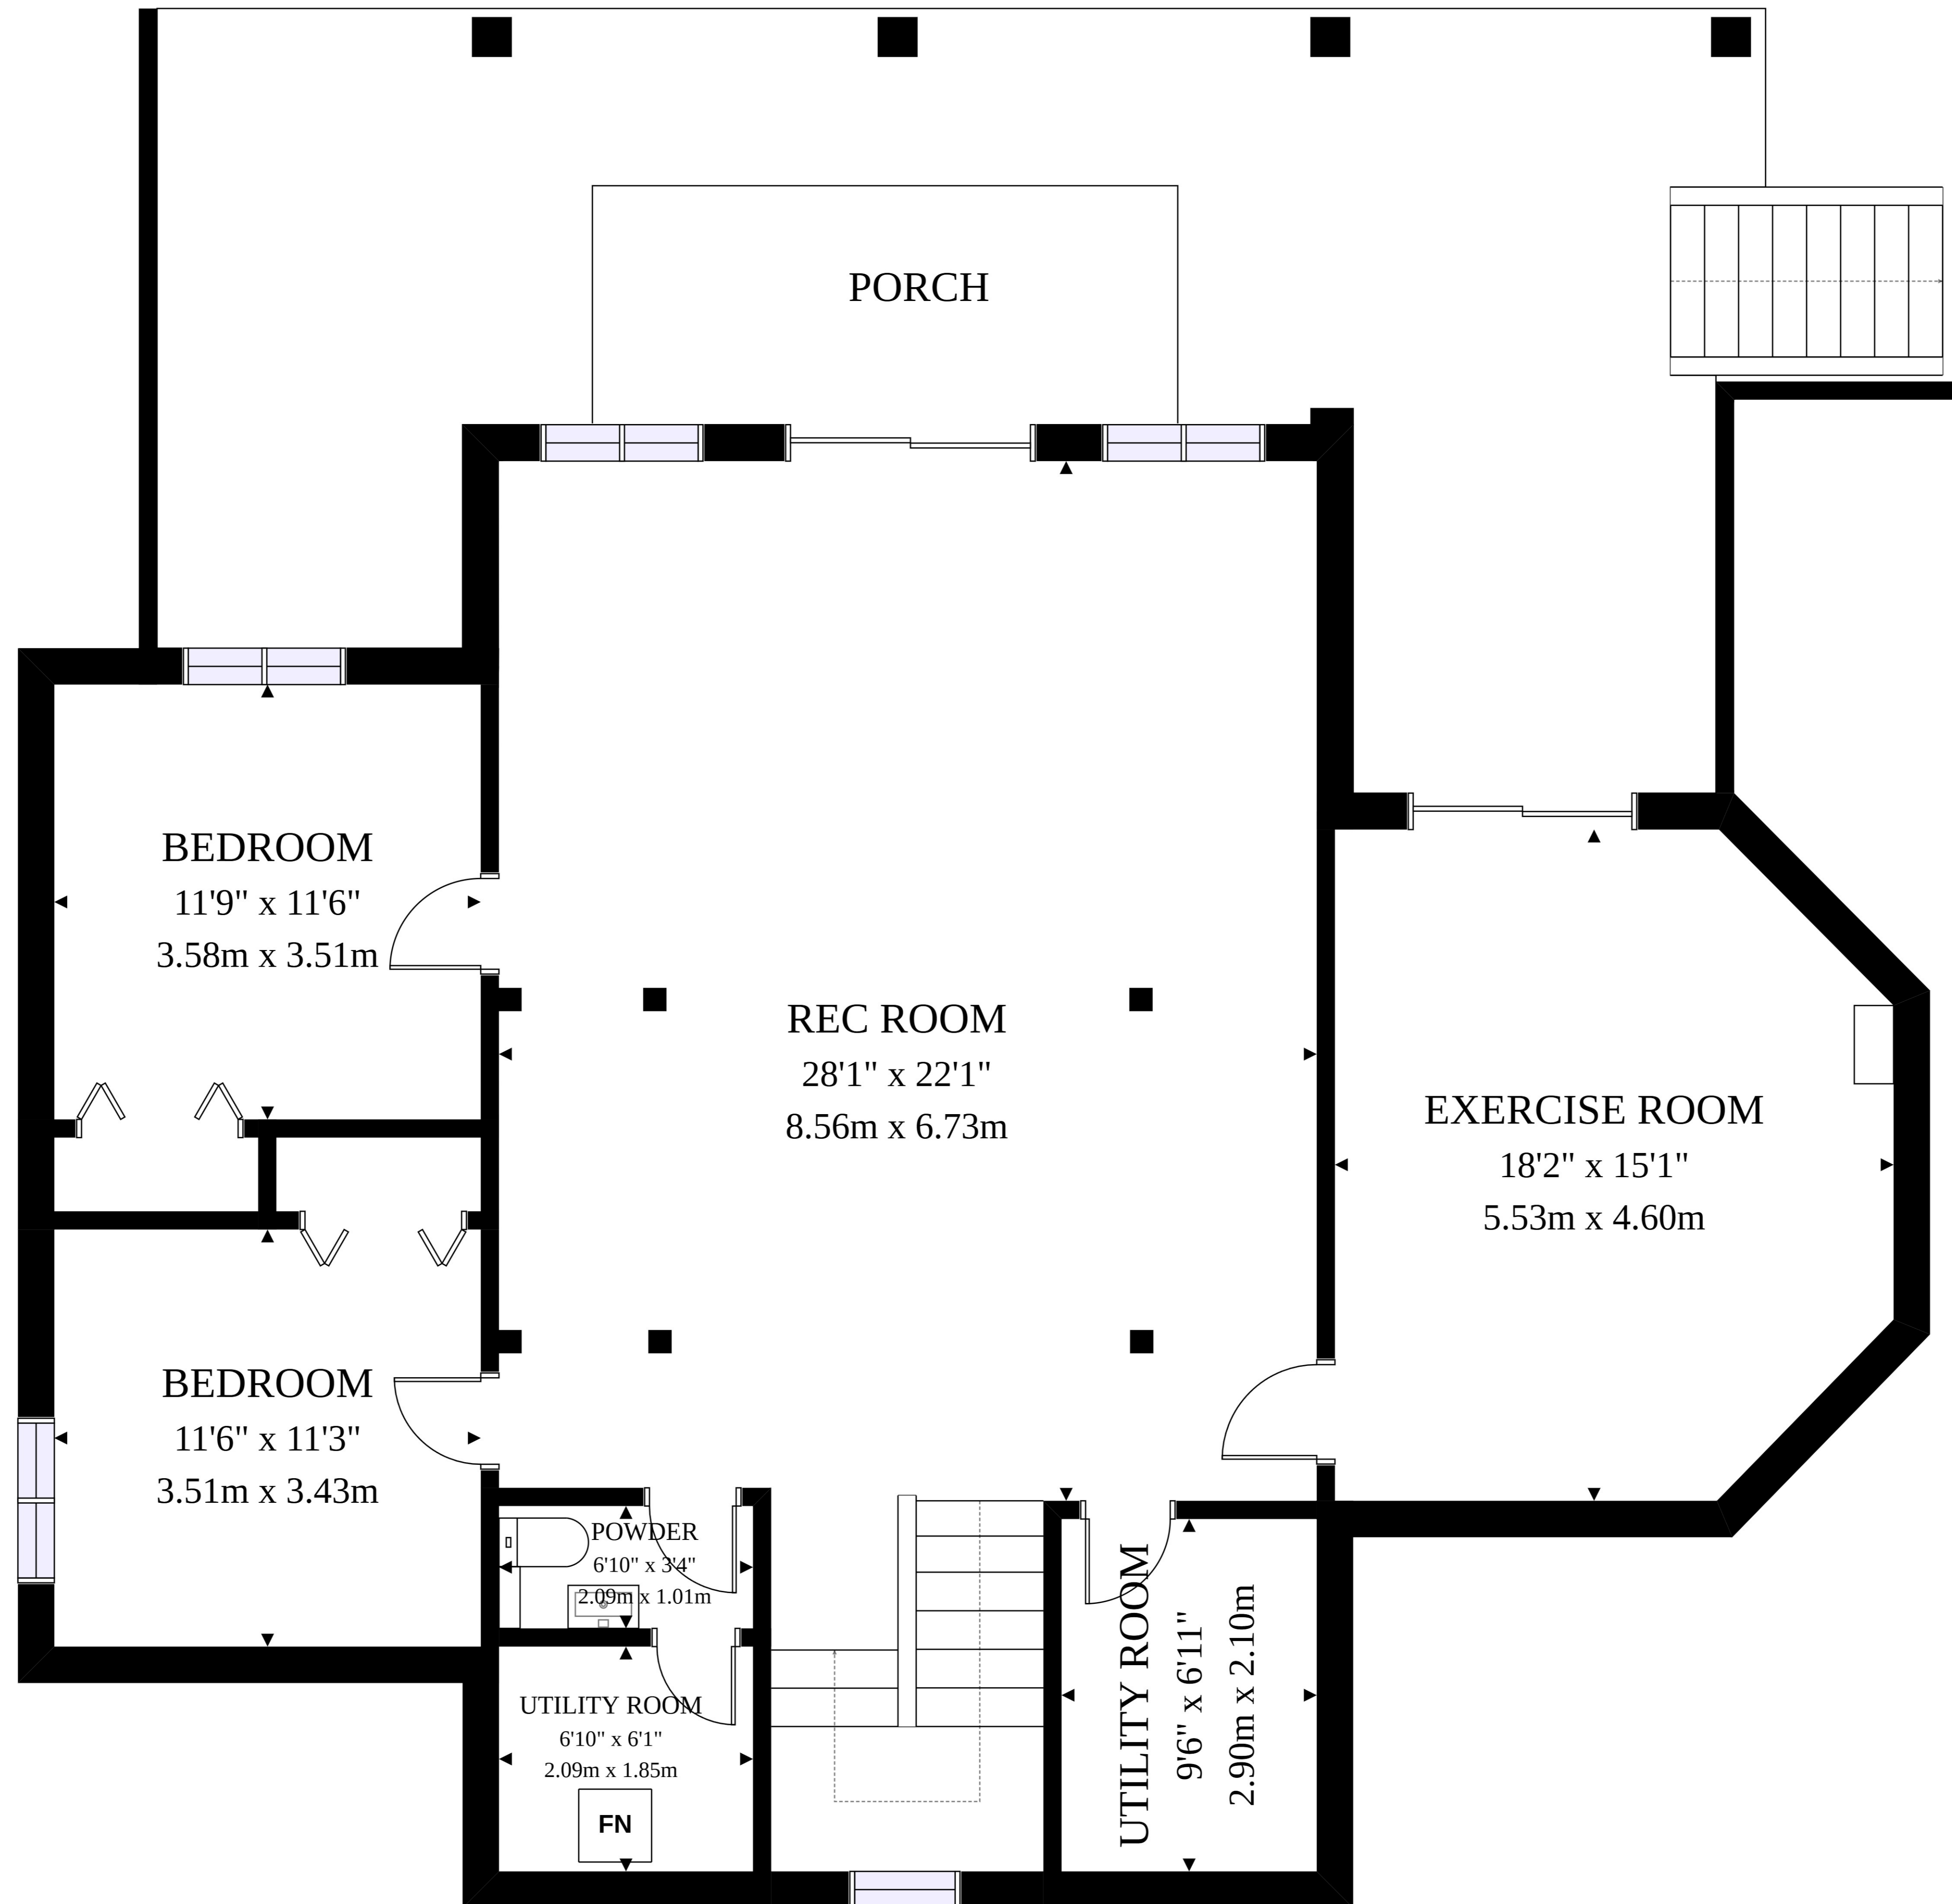 PORCH
BEDROOM
11'9" x 11'6"
3.58m x 3.51m
REC ROOM
28'1" x 22'1"
8.56m x 6.73m
EXERCISE ROOM
18'2" x 15'1"
5.53m x 4.60m
BEDROOM
11'6" x 11'3"
3.51m x 3.43m
POWDER
6'10" x 3'4"
2.09m x 1.01m
UTILITY ROOM
6'10" x 6'1"
2.09m x 1.85m
FN
UTILITY ROOM
9'6" x 6'11"
2.90m x 2.10m